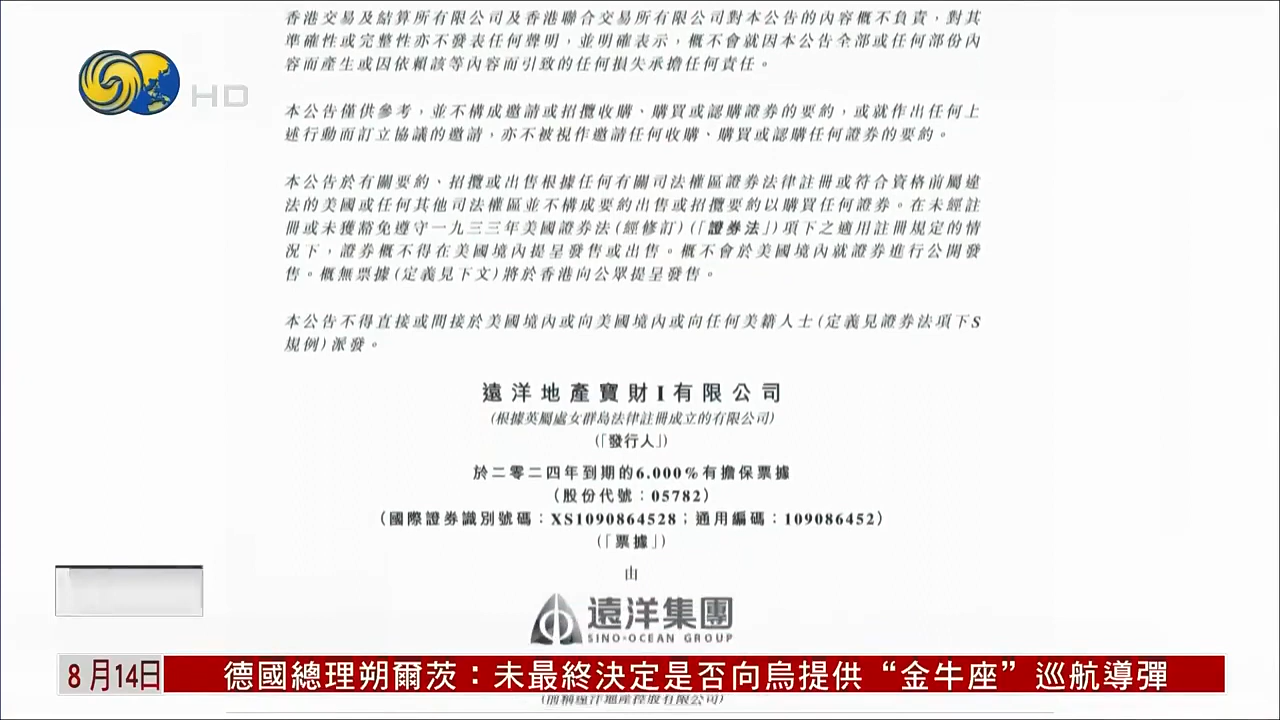 香港交易及結算所有限公司及香港聯合交易所有限公司對本公告的內容概不負責，對其
準確性或完整性亦不發表任何聲明，並明確表示，概不會就因本公告全部或任何部份內
容而產生或因依賴該等內容而引致的任何損失承擔任何責任。
HD
本公告僅供參考，並不構成邀請或招攬收購、購買或認購證券的要約，或就作出任何上
述行動而訂立協議的邀請，亦不被視作邀請任何收購、購買或認購任何證券的要約。
本公告於有關要約、招攬或出售根據任何有關司法權區證券法律註冊或符合資格前屬違
法的美國或任何其他司法權區並不構成要約出售或招攬要約以購買任何證券。在未經註
冊或未獲豁免遵守一九三三年美國證券法(經修訂)(「證券法」)項下之適用註冊規定的情
況下，證券概不得在美國境內提呈發售或出售。概不會於美國境內就證券進行公開發
售。概無票據(定義見下文)將於香港向公眾提呈發售。
本公告不得直接或間接於美國境內或向美國境內或向任何美籍人士(定義見證券法項下S
規例)派發。
遠洋地產寶財I有限公司
(根據英屬處女群島法律註冊成立的有限公司)
(「發行人」)
於二零二四年到期的6.000%有擔保票據
(股份代號：05782)
(國際證券識別號碼：XS1090864528；通用編碼：109086452)
(「票據」)
由
遠洋集團
SINO-OCEAN GROUP
8月14日
德國總理朔爾茨：未最終決定是否向烏提供“金牛座”巡航導彈
(前稱遠洋地產控股有限公司)